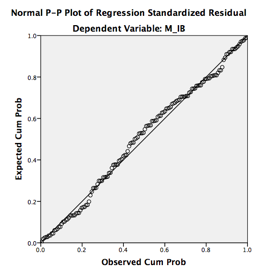 Normal P-P Plot of Regression Standardized Residual
Dependent Variable: M_IB
Expected Cum Prob
1.0
0.8
0.6
0.4
0.2
0.0
0.0 0.2 0.4 0.6 0.8 1.0
Observed Cum Prob